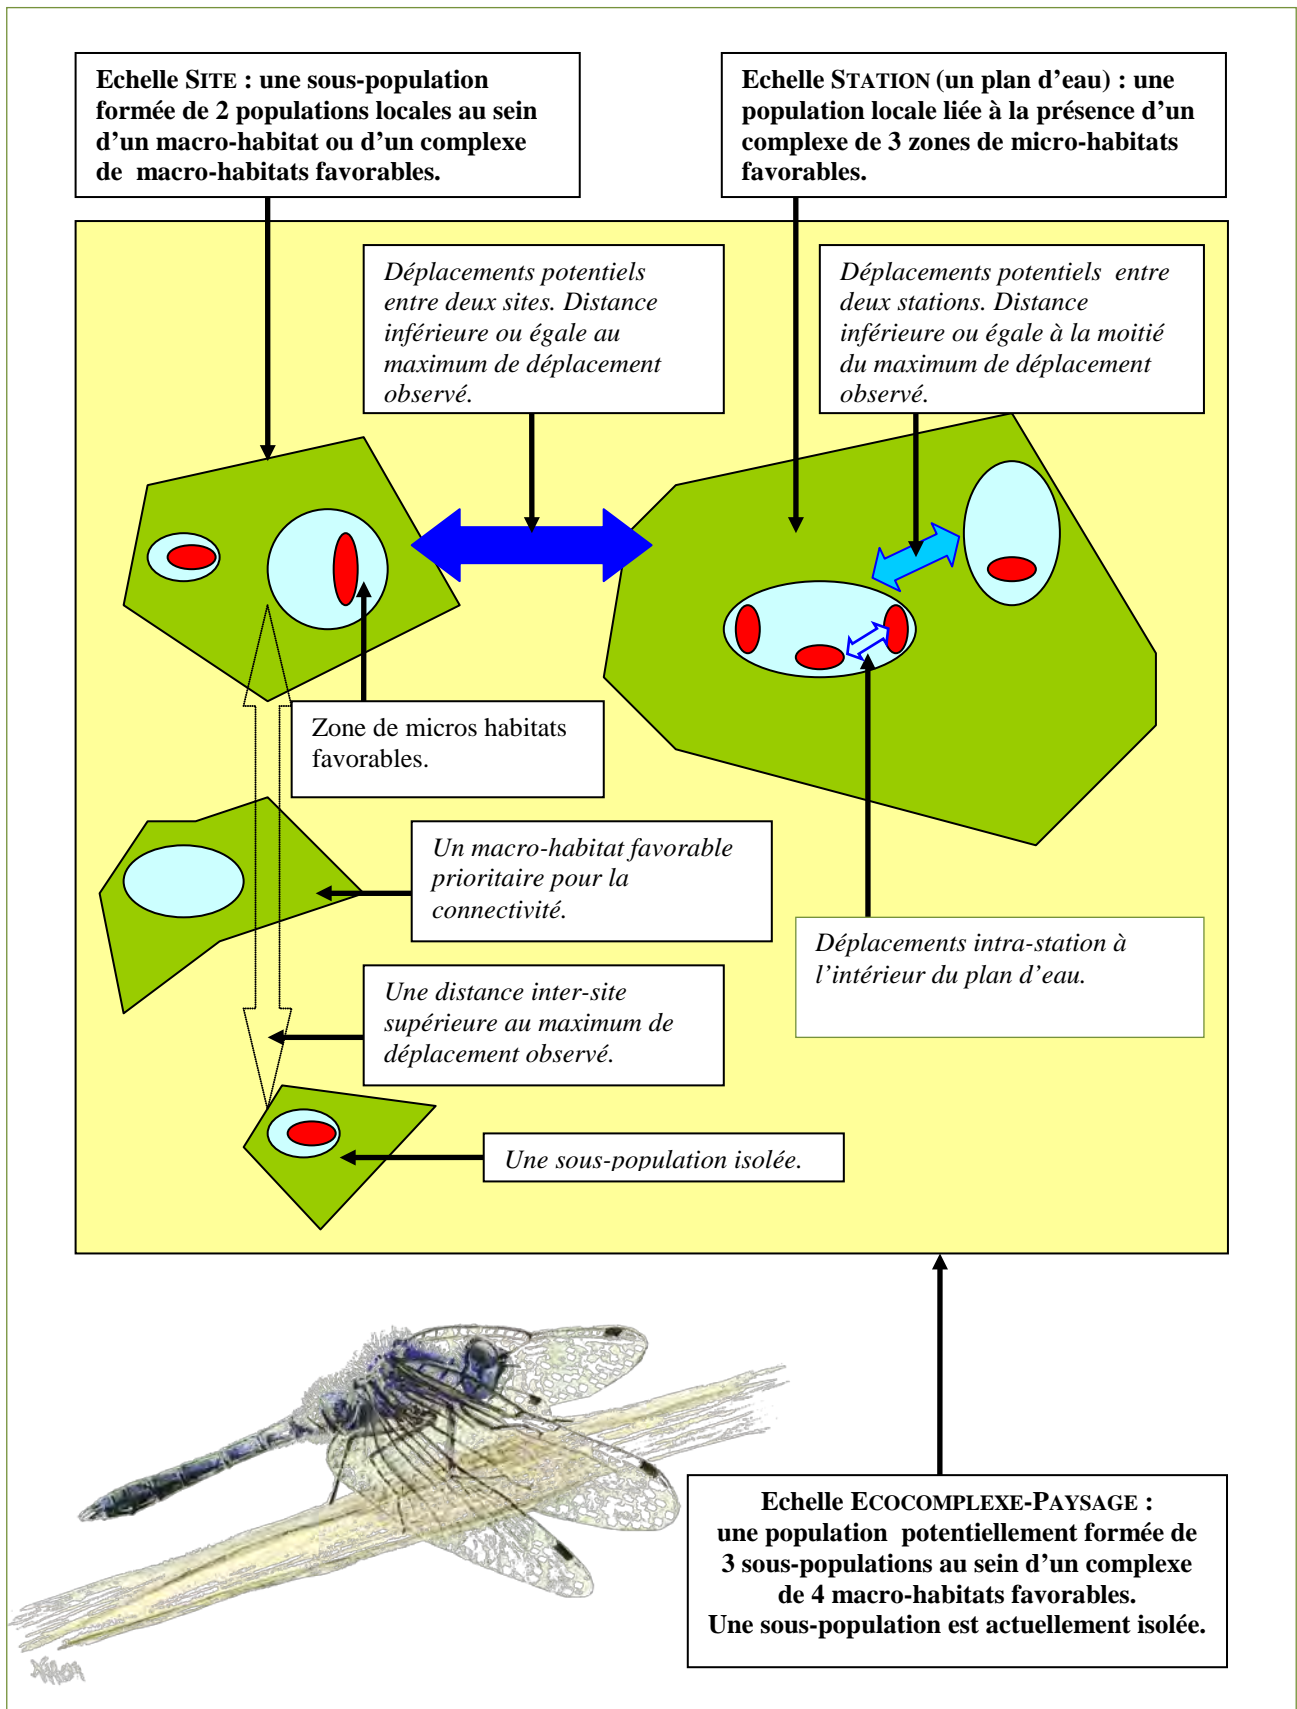 Echelle SITE : une sous-population
formée de 2 populations locales au sein
d'un macro-habitat ou d'un complexe
de macro-habitats favorables.
Echelle STATION (un plan d'eau) : une
population locale liée à la présence d'un
complexe de 3 zones de micro-habitats
favorables.
Déplacements potentiels
entre deux sites. Distance
inférieure ou égale au
maximum de déplacement
observé.
Déplacements potentiels entre
deux stations. Distance
inférieure ou égale à la moitié
du maximum de déplacement
observé.
Zone de micros habitats
favorables.
Un macro-habitat favorable
prioritaire pour la
connectivité.
Déplacements intra-station à
l'intérieur du plan d'eau.
Une distance inter-site
supérieure au maximum de
déplacement observé.
Une sous-population isolée.
Echelle ECOCOMPLEXE-PAYSAGE :
une population potentiellement formée de
3 sous-populations au sein d'un complexe
de 4 macro-habitats favorables.
Une sous-population est actuellement isolée.